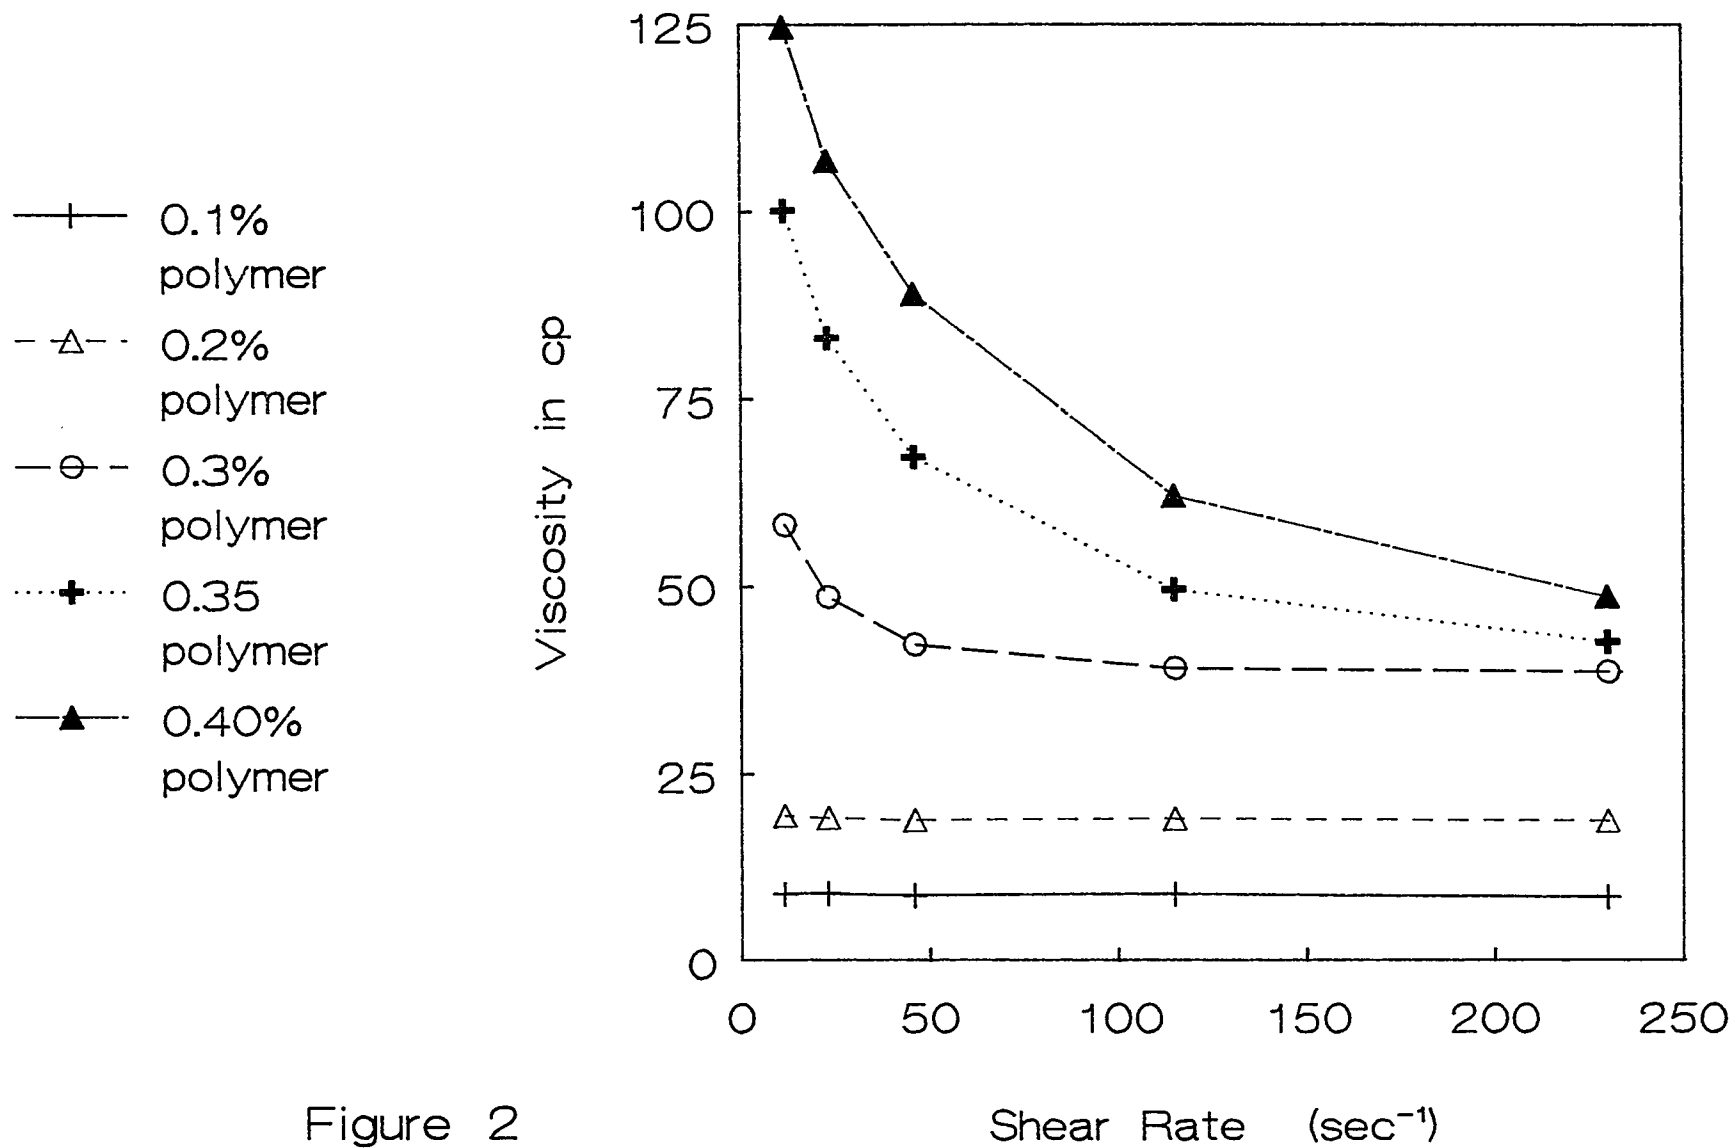 0.1%
polymer
0.2%
polymer
0.3%
polymer
0.35
polymer
0.40%
polymer
Viscosity in cp
125
100
75
50
25
0
0 50 100 150 200 250
Shear Rate (sec⁻¹)
Figure 2